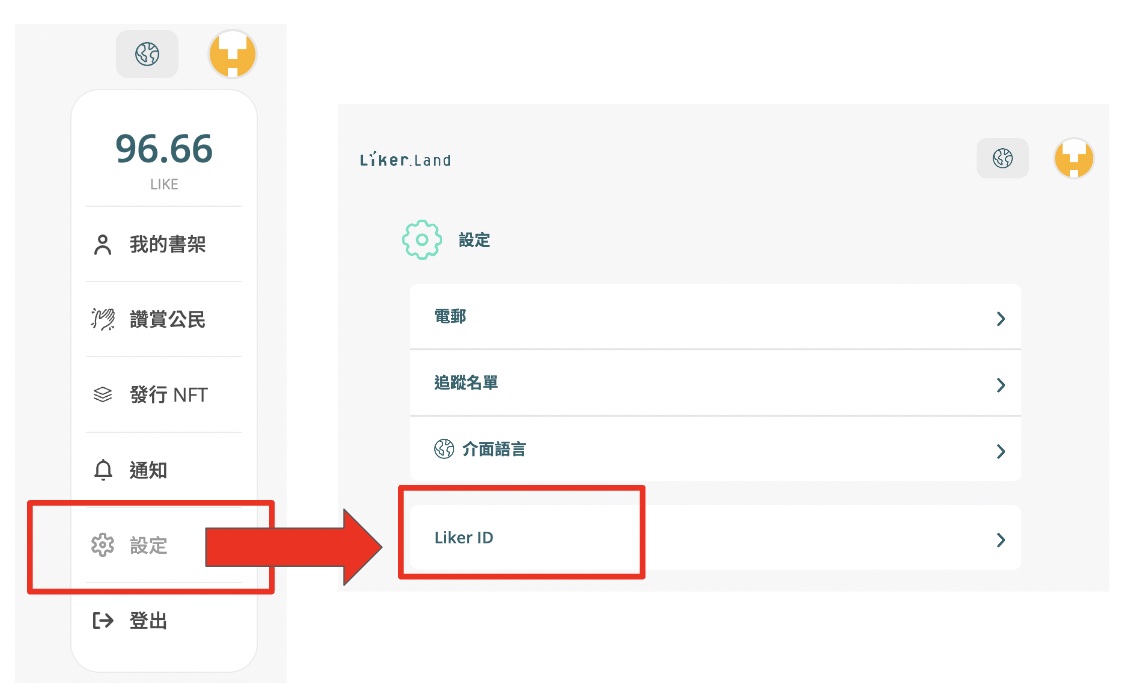 96.66
LIKE
我的書架
讚賞公民
發行 NFT
通知
設定
登出
Liker.Land
設定
電郵
追蹤名單
介面語言
Liker ID